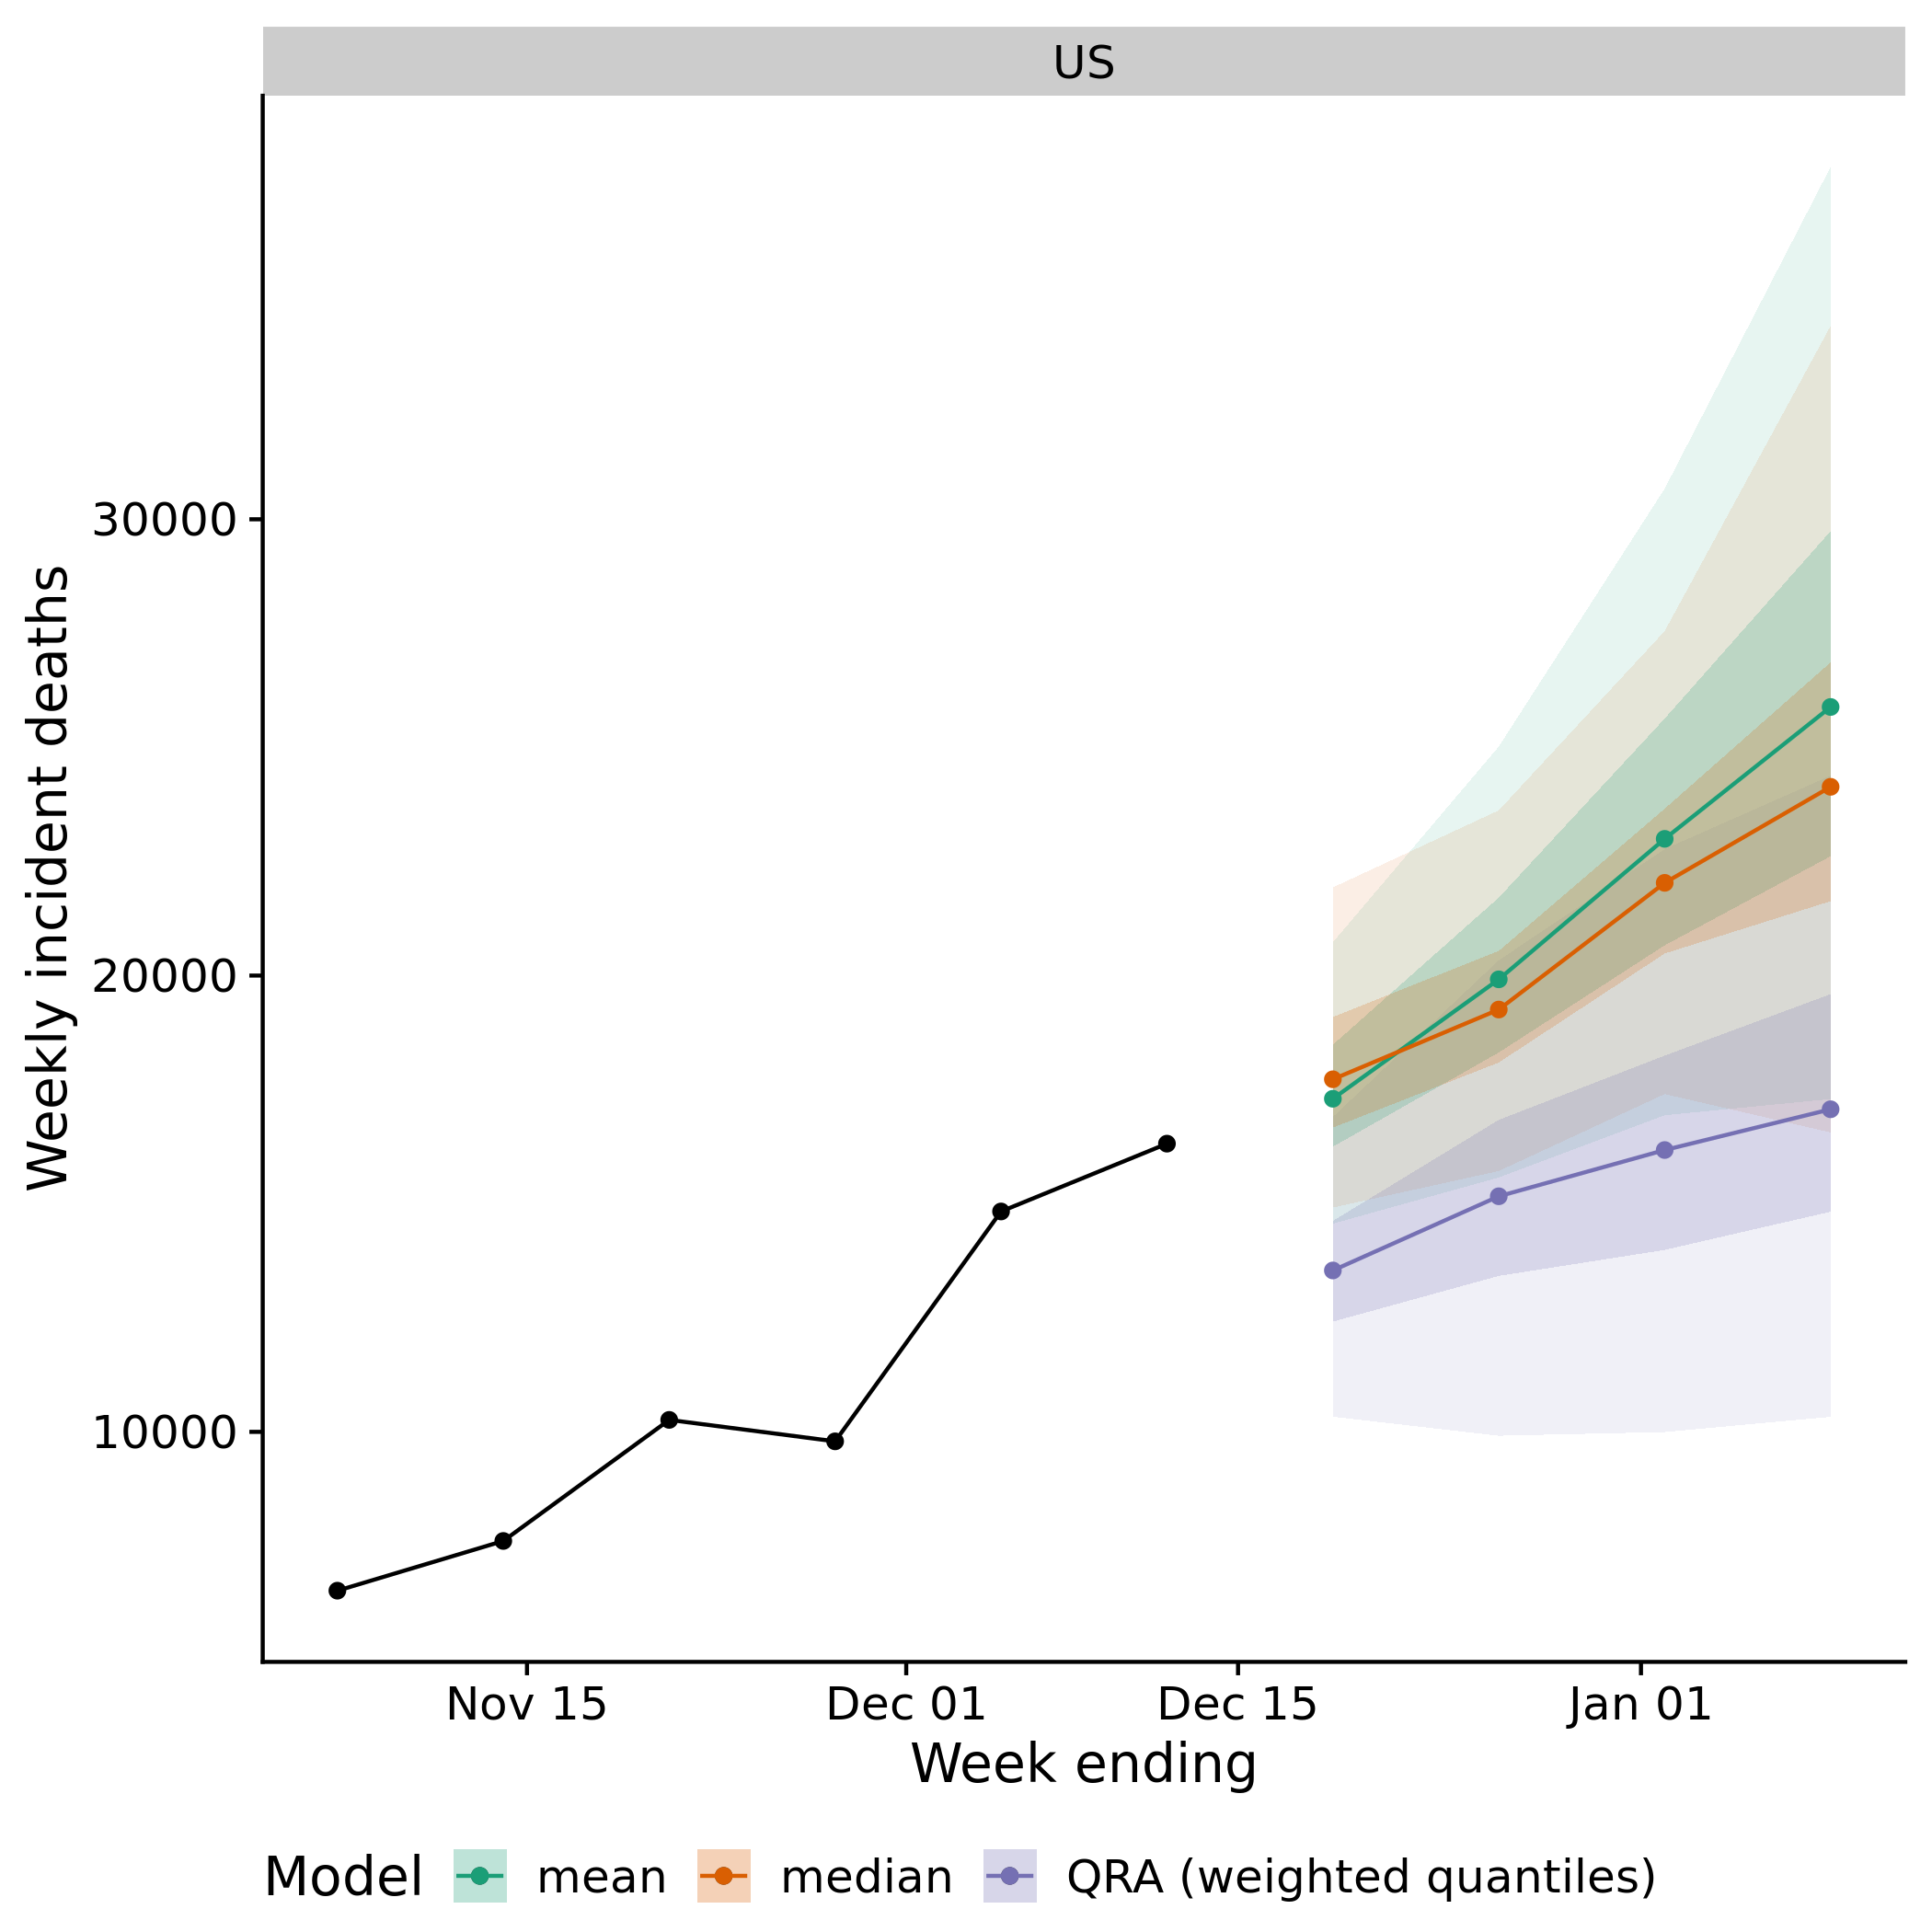 US
Weekly incident deaths
30000
20000
10000
Nov 15 Dec 01 Dec 15 Jan 01
Week ending
Model mean median QRA (weighted quantiles)